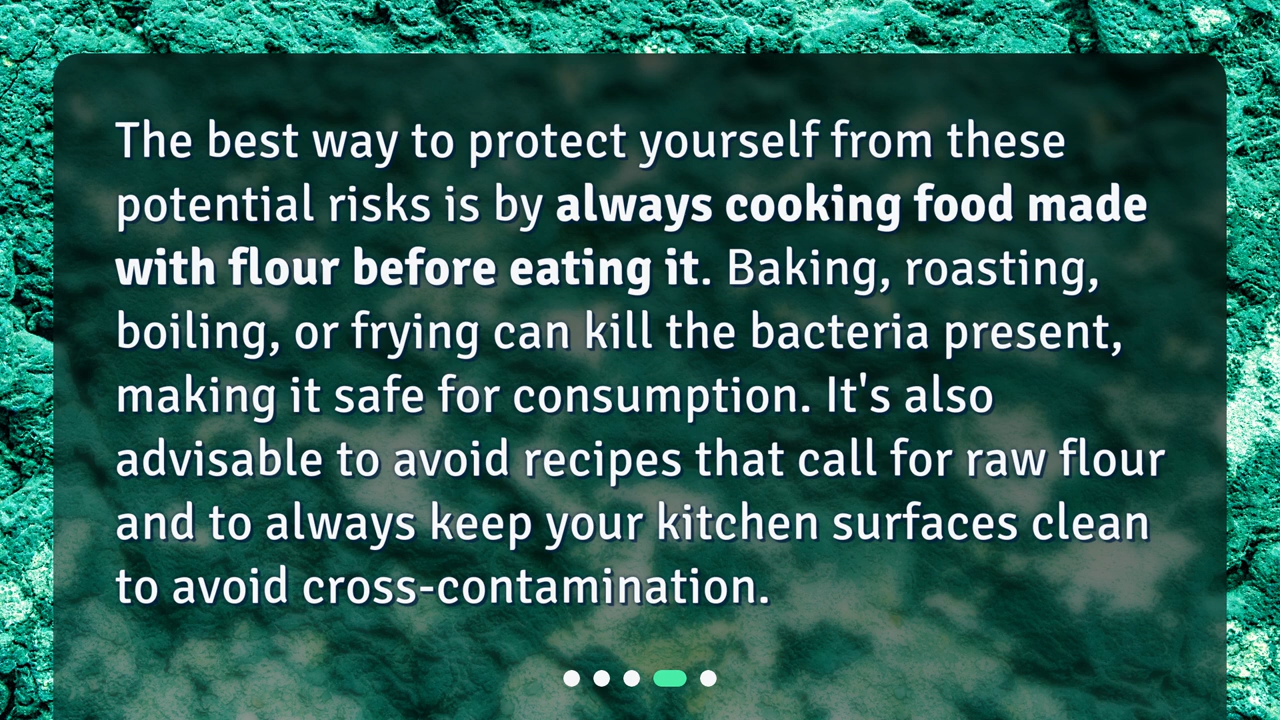 The best way to protect yourself from these
potential risks is by always cooking food made
with flour before eating it. Baking, roasting,
boiling, or frying can kill the bacteria present,
making it safe for consumption. It's also
advisable to avoid recipes that call for raw flour
and to always keep your kitchen surfaces clean
to avoid cross-contamination.